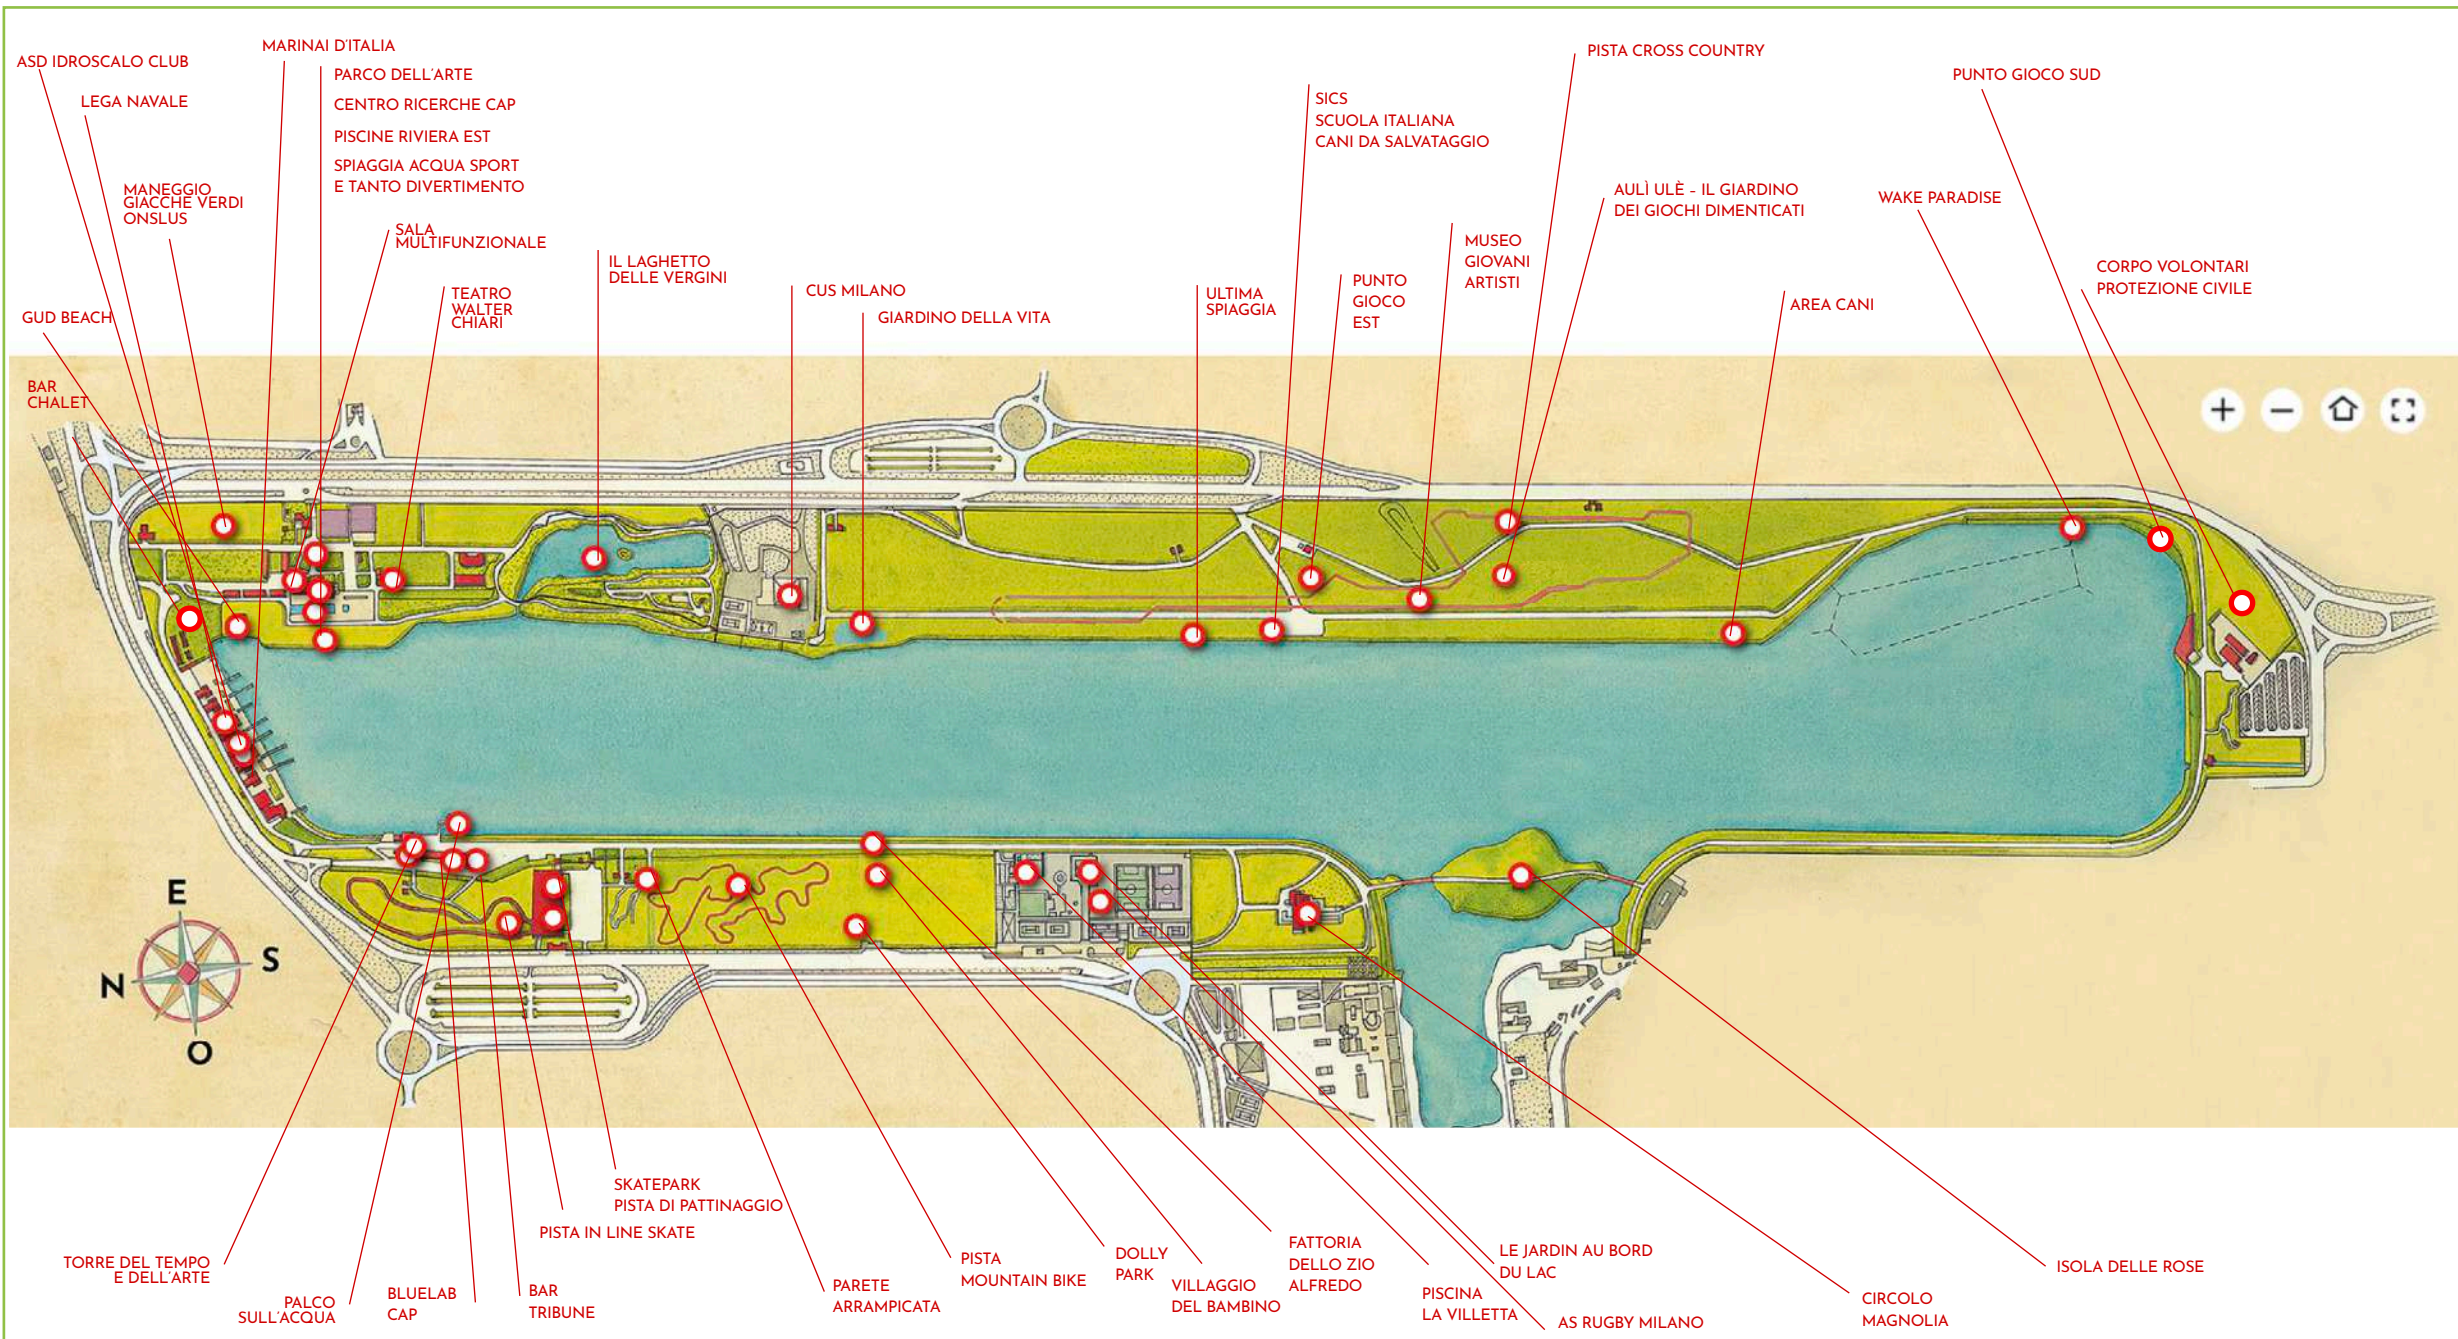 MARINAI D'ITALIA
ASD IDROSCALO CLUB
LEGA NAVALE
PARCO DELL'ARTE
CENTRO RICERCHE CAP
PISCINE RIVIERA EST
SPIAGGIA ACQUA SPORT
E TANTO DIVERTIMENTO
MANEGGIO
GIACCHE VERDI
ONSLUS
SALA
MULTIFUNZIONALE
TEATRO
WALTER
CHIARI
GUD BEACH
BAR
CHALET
IL LAGHETTO
DELLE VERGINI
CUS MILANO
GIARDINO DELLA VITA
ULTIMA
SPIAGGIA
SICS
SCUOLA ITALIANA
CANI DA SALVATAGGIO
PUNTO
GIOCO
EST
MUSEO
GIOVANI
ARTISTI
PISTA CROSS COUNTRY
AULÌ ULÈ - IL GIARDINO
DEI GIOCHI DIMENTICATI
AREA CANI
WAKE PARADISE
PUNTO GIOCO SUD
CORPO VOLONTARI
PROTEZIONE CIVILE
E
S
N
O
TORRE DEL TEMPO
E DELL'ARTE
PALCO
SULL'ACQUA
BLUELAB
CAP
BAR
TRIBUNE
PISTA IN LINE SKATE
SKATEPARK
PISTA DI PATTINAGGIO
PARETE
ARRAMPICATA
PISTA
MOUNTAIN BIKE
DOLLY
PARK
VILLAGGIO
DEL BAMBINO
FATTORIA
DELLO ZIO
ALFREDO
PISCINA
LA VILLETTA
LE JARDIN AU BORD
DU LAC
AS RUGBY MILANO
CIRCOLO
MAGNOLIA
ISOLA DELLE ROSE